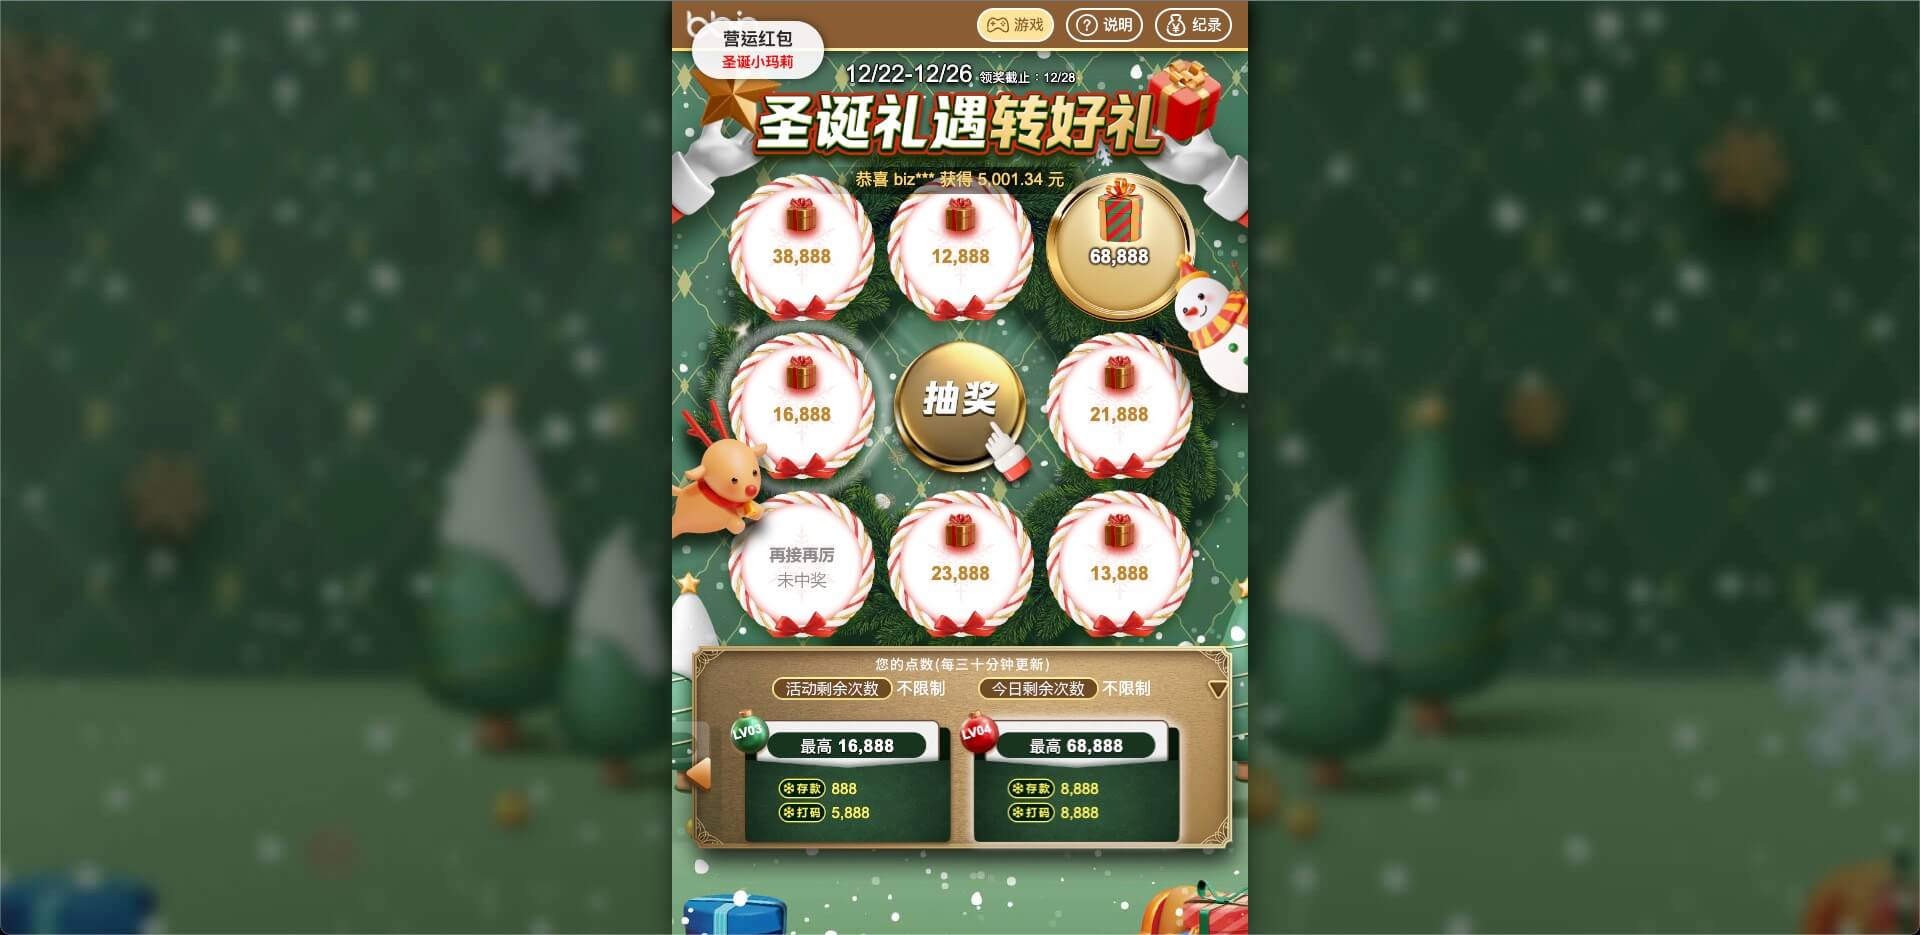 游戏
说明
纪录
营运红包
圣诞小玛莉
12/22-12/26 领奖截止：12/28
圣诞礼遇转好礼
恭喜 biz*** 获得 5,001.34 元
38,888
12,888
68,888
16,888
抽奖
21,888
再接再厉
未中奖
23,888
13,888
您的点数(每三十分钟更新)
活动剩余次数 不限制
今日剩余次数 不限制
LV03
最高 16,888
存款 888
打码 5,888
LV04
最高 68,888
存款 8,888
打码 8,888